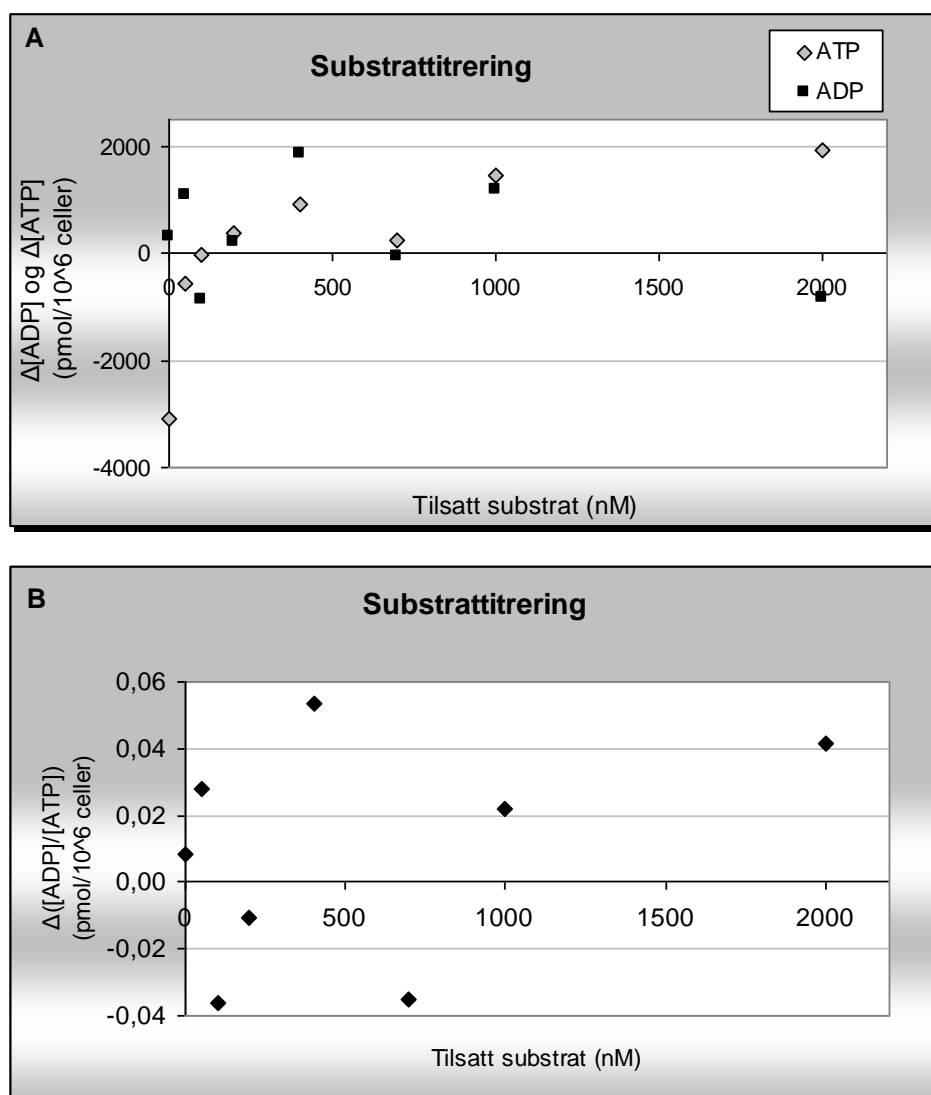 A
Substrattitrering
ATP
ADP
Δ[ADP] og Δ[ATP]
(pmol/10^6 celler)
2000
0
-2000
-4000
0 500 1000 1500 2000
Tilsatt substrat (nM)
B
Substrattitrering
Δ([ADP]/[ATP])
(pmol/10^6 celler)
0,06
0,04
0,02
0,00
-0,02
-0,04
0 500 1000 1500 2000
Tilsatt substrat (nM)